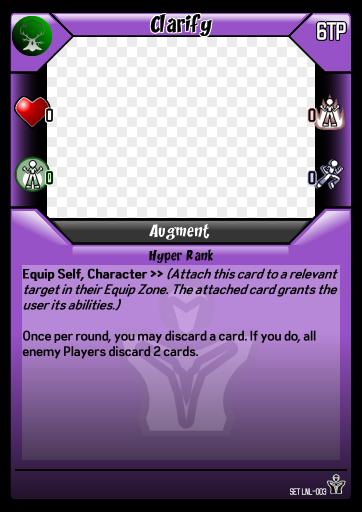 Clarify
6TP
0
0
0
0
Augment
Hyper Rank
Equip Self, Character >> (Attach this card to a relevant
target in their Equip Zone. The attached card grants the
user its abilities.)
Once per round, you may discard a card. If you do, all
enemy Players discard 2 cards.
SET LNL-003